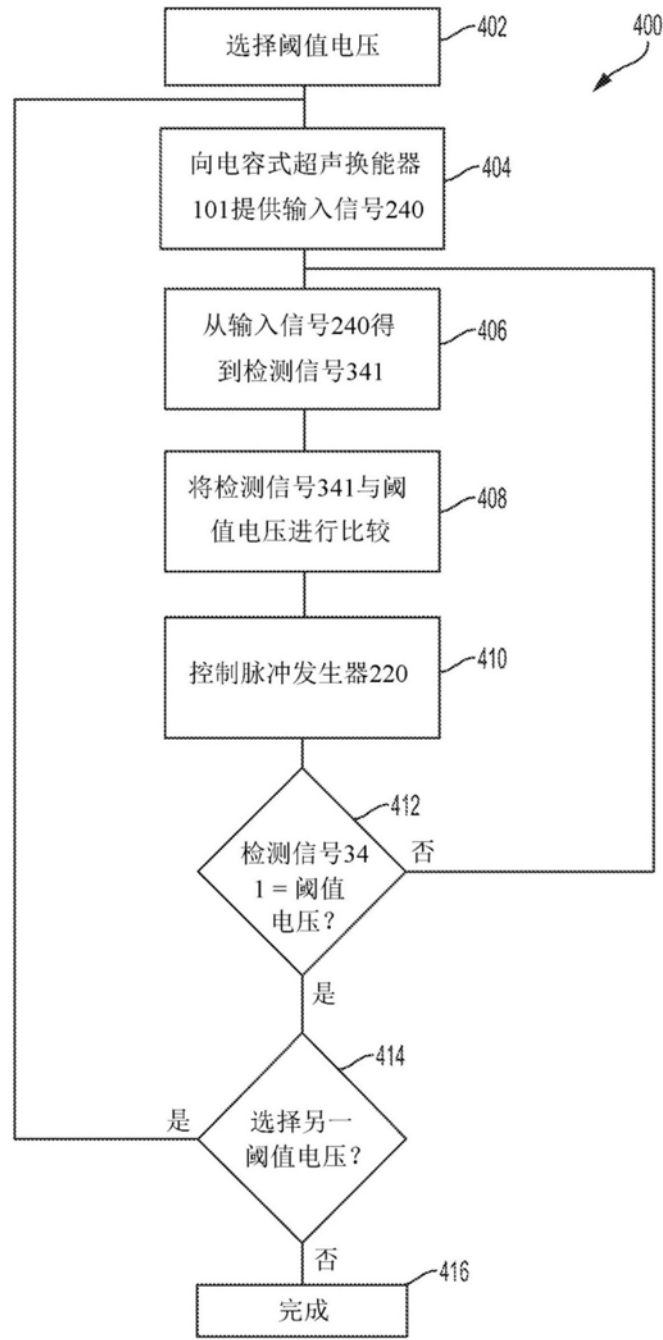 选择阈值电压
402
400
向电容式超声换能器
101提供输入信号240
404
从输入信号240得
到检测信号341
406
将检测信号341与阈
值电压进行比较
408
控制脉冲发生器220
410
412
检测信号34
1 = 阈值
电压?
否
是
414
选择另一
阈值电压?
是
否
416
完成